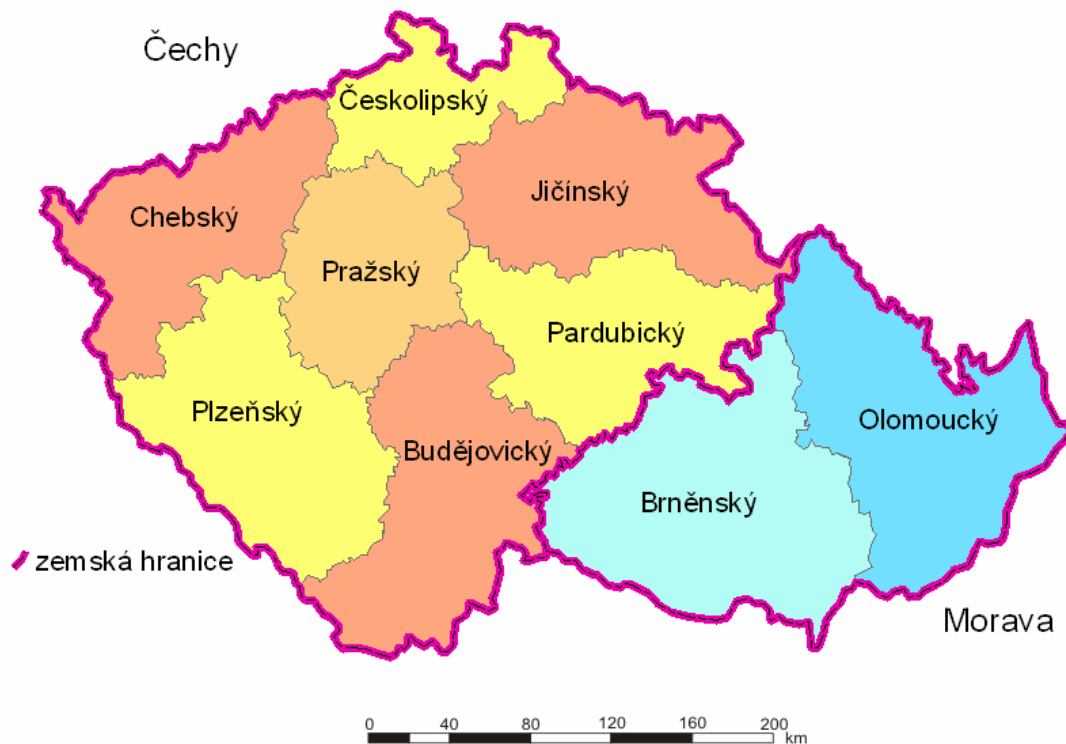 Čechy
Českolipský
Jičínský
Chebský
Pražský
Pardubický
Plzeňský
Olomoucký
Budějovický
Brněnský
zemská hranice
Morava
0 40 80 120 160 200
km